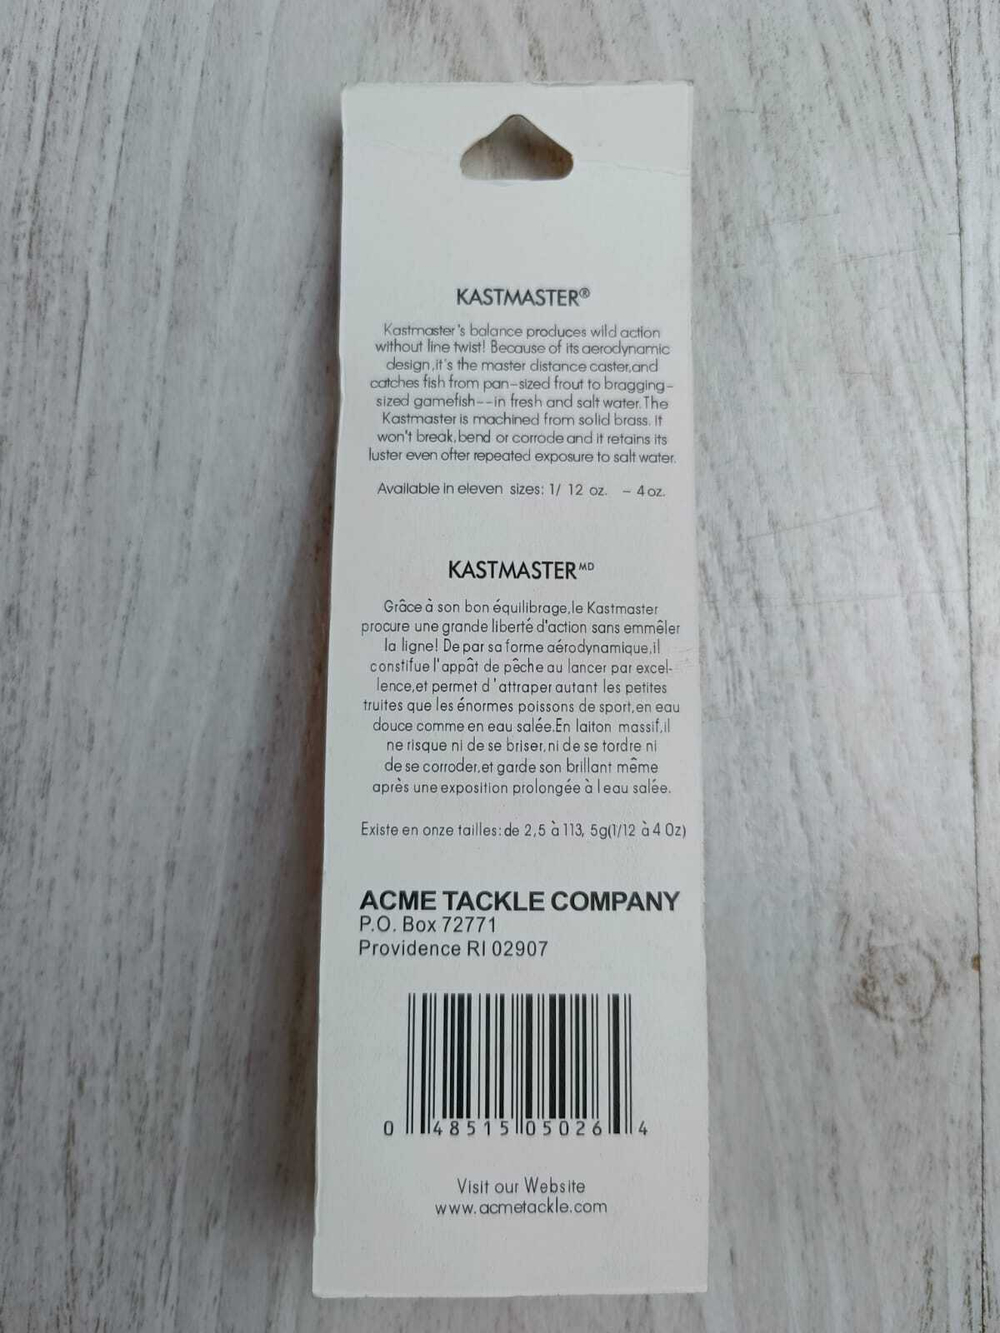 KASTMASTER®
Kastmaster's balance produces wild action
without line twist! Because of its aerodynamic
design,it's the master distance caster,and
catches fish from pan-sized frout to bragging-
sized gamefish--in fresh and salt water.The
Kastmaster is machined from solid brass. It
won't break,bend or corrode and it retains its
luster even ofter repeated exposure to salt water.
Available in eleven sizes: 1/ 12 oz. - 4 oz.
KASTMASTER MD
Grâce à son bon équilibrage,le Kastmaster
procure une grande liberté d'action sans emmêler
la ligne! De par sa forme aérodynamique,il
constifue l'appât de pêche au lancer par excel-
lence,et permet d'attraper autant les petites
truites que les énormes poissons de sport,en eau
douce comme en eau salée.En laiton massif,il
ne risque ni de se briser,ni de se tordre ni
de se corroder,et garde son brillant même
après une exposition prolongée à l eau salée.
Existe en onze tailles: de 2,5 à 113, 5g(1/12 à 4 Oz)
ACME TACKLE COMPANY
P.O. Box 72771
Providence RI 02907
0 48515 05026 4
Visit our Website
www.acmetackle.com